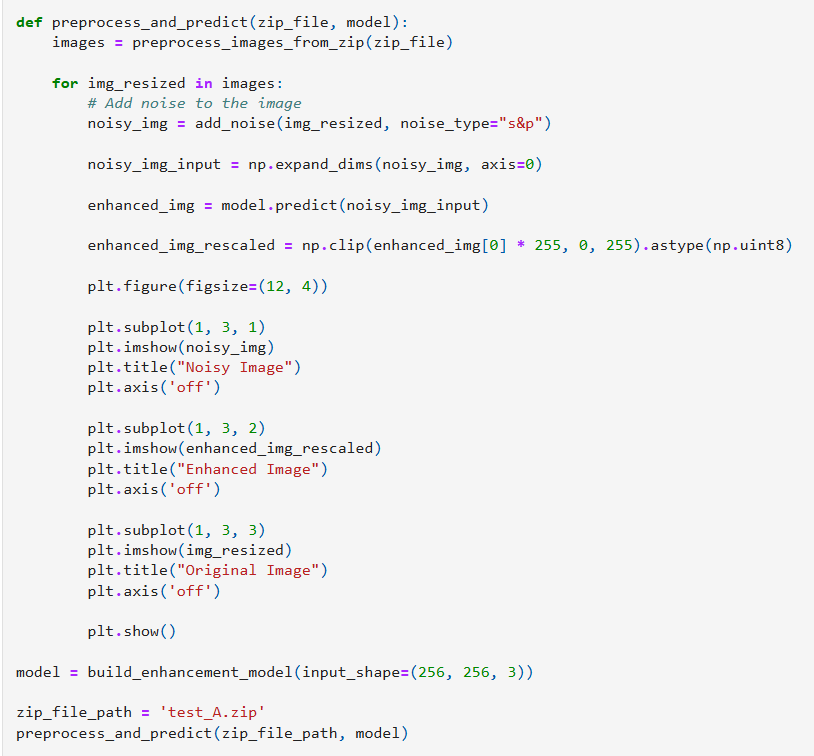 def preprocess_and_predict(zip_file, model):
    images = preprocess_images_from_zip(zip_file)
    for img_resized in images:
        # Add noise to the image
        noisy_img = add_noise(img_resized, noise_type="s&p")
        noisy_img_input = np.expand_dims(noisy_img, axis=0)
        enhanced_img = model.predict(noisy_img_input)
        enhanced_img_rescaled = np.clip(enhanced_img[0] * 255, 0, 255).astype(np.uint8)
        plt.figure(figsize=(12, 4))
        plt.subplot(1, 3, 1)
        plt.imshow(noisy_img)
        plt.title("Noisy Image")
        plt.axis('off')
        plt.subplot(1, 3, 2)
        plt.imshow(enhanced_img_rescaled)
        plt.title("Enhanced Image")
        plt.axis('off')
        plt.subplot(1, 3, 3)
        plt.imshow(img_resized)
        plt.title("Original Image")
        plt.axis('off')
        plt.show()
model = build_enhancement_model(input_shape=(256, 256, 3))
zip_file_path = 'test_A.zip'
preprocess_and_predict(zip_file_path, model)